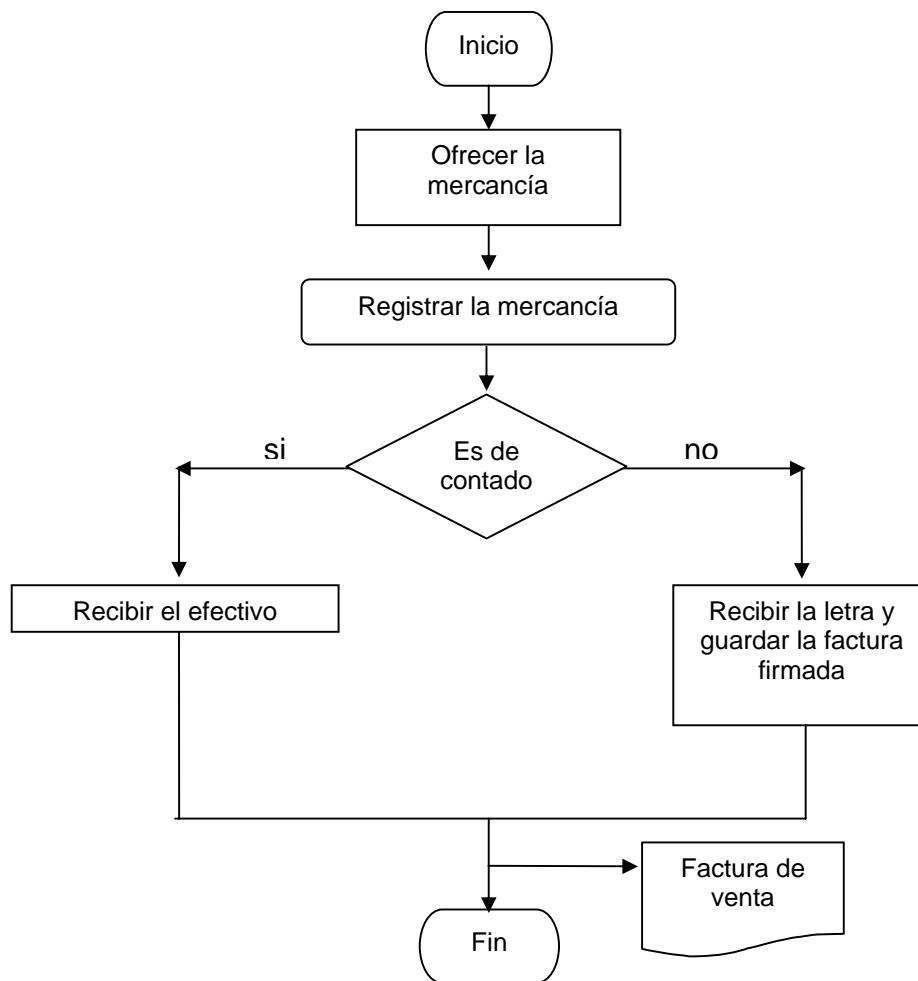 Inicio
Ofrecer la
mercancía
Registrar la mercancía
Es de
contado
si
no
Recibir el efectivo
Recibir la letra y
guardar la factura
firmada
Factura de
venta
Fin